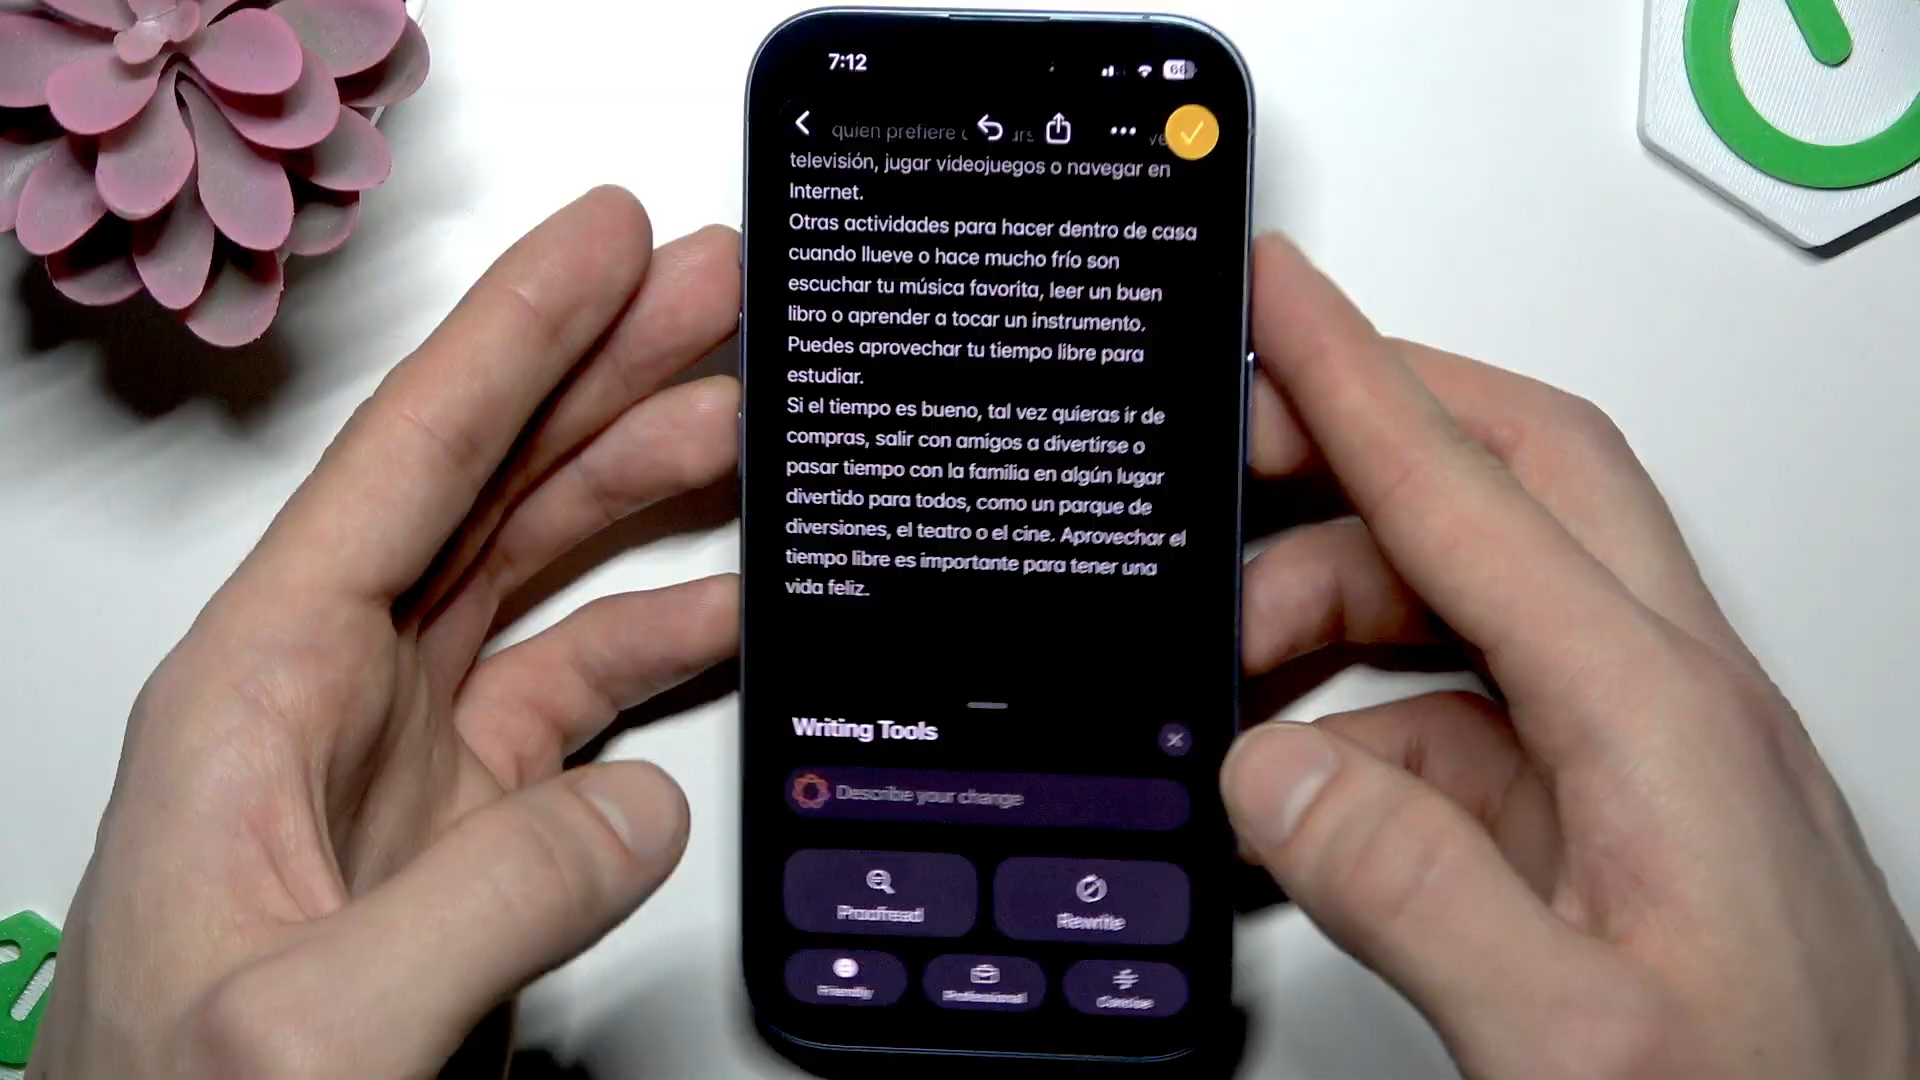 7:12
66
quien prefiere
televisión, jugar videojuegos o navegar en
Internet.
Otras actividades para hacer dentro de casa
cuando llueve o hace mucho frío son
escuchar tu música favorita, leer un buen
libro o aprender a tocar un instrumento.
Puedes aprovechar tu tiempo libre para
estudiar.
Si el tiempo es bueno, tal vez quieras ir de
compras, salir con amigos a divertirse o
pasar tiempo con la familia en algún lugar
divertido para todos, como un parque de
diversiones, el teatro o el cine. Aprovechar el
tiempo libre es importante para tener una
vida feliz.
Writing Tools
Describe your change
Proofread
Rewrite
Friendly
Professional
Concise